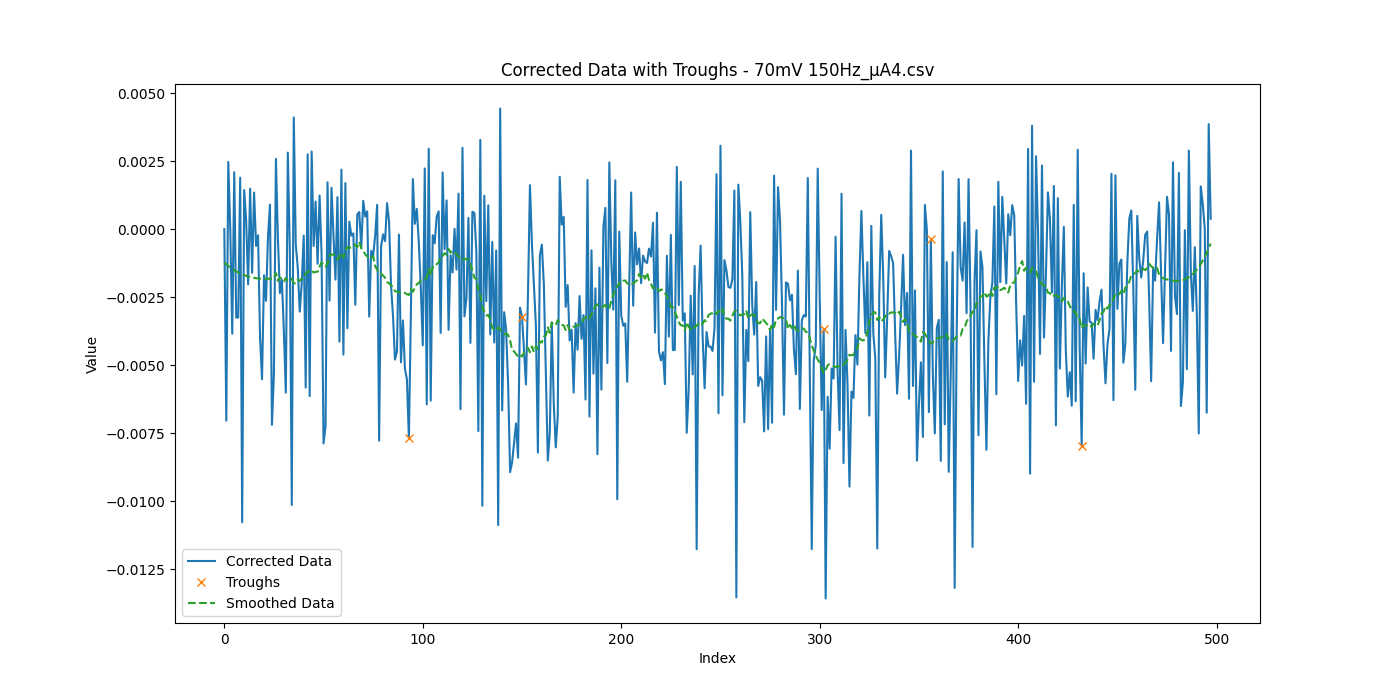 Corrected Data with Troughs - 70mV 150Hz_µA4.csv
0.0050
0.0025
0.0000
−0.0025
−0.0050
−0.0075
−0.0100
−0.0125
Value
Corrected Data
Troughs
Smoothed Data
0 100 200 300 400 500
Index